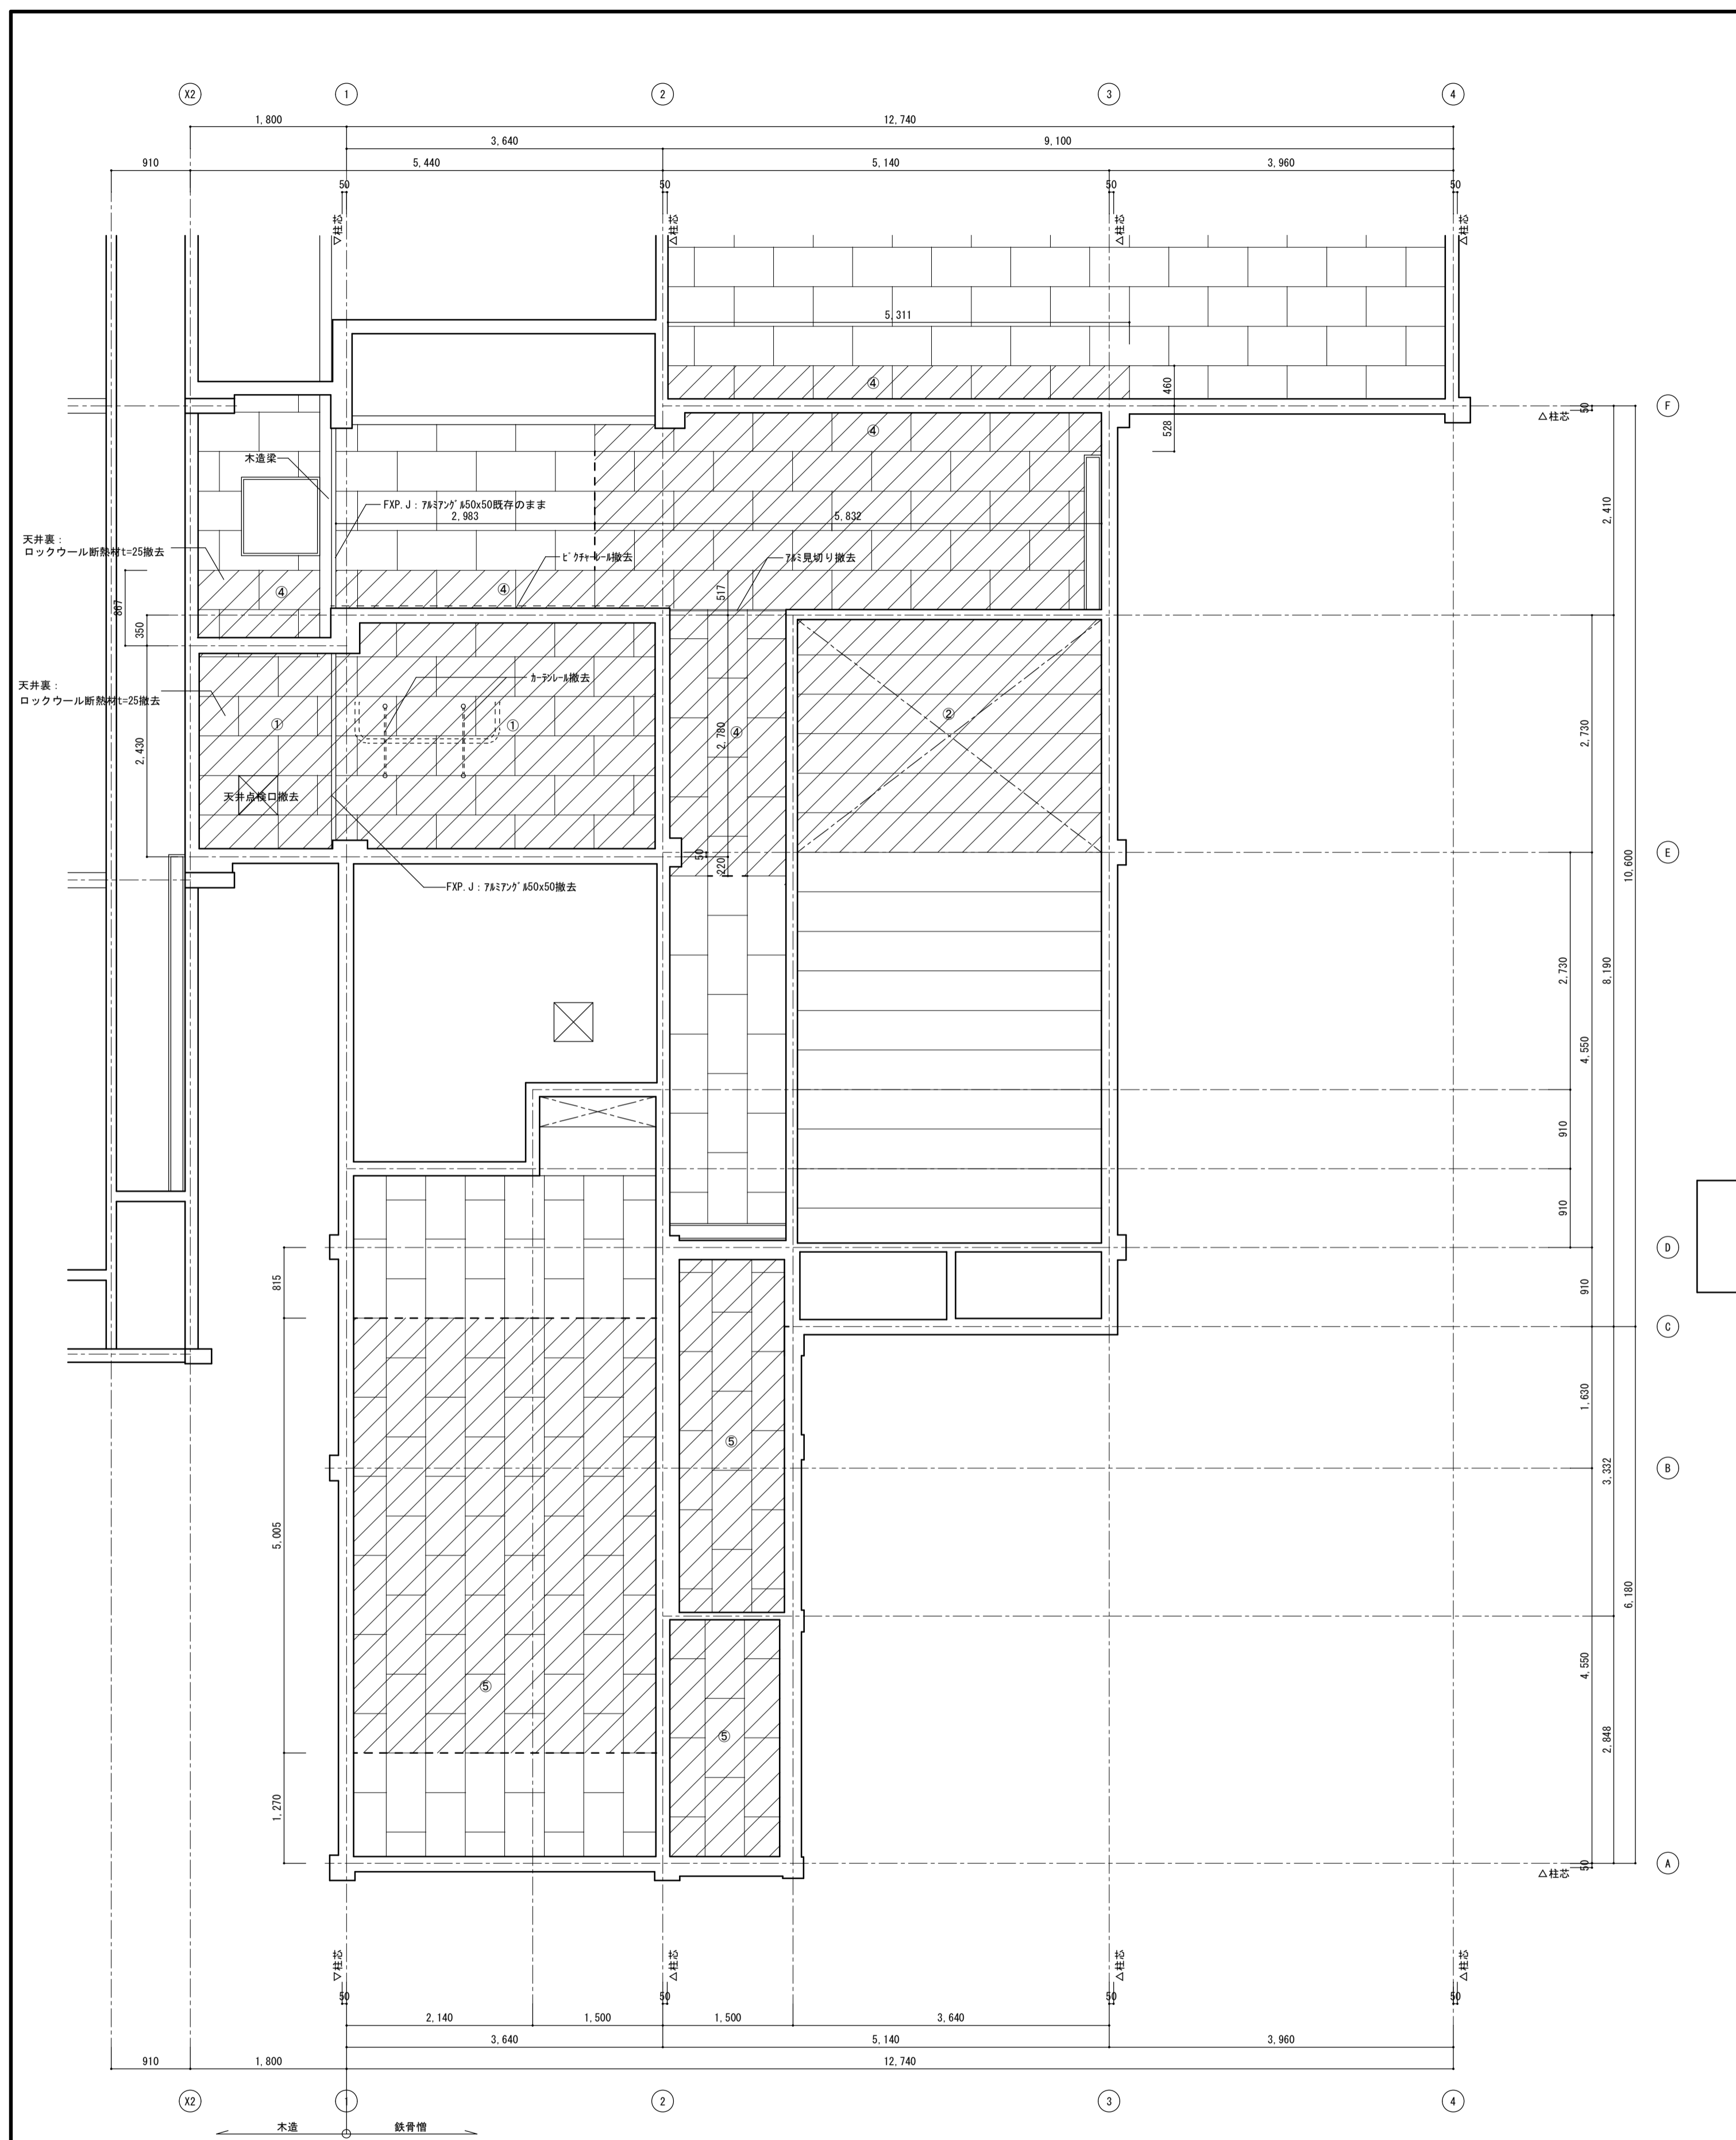 X2
1
2
3
4
1,800
12,740
3,640
9,100
910
5,440
5,140
3,960
50
50
50
50
▽柱芯
△柱芯
△柱芯
△柱芯
5,311
④
460
50
△柱芯
F
④
528
木造梁
FXP.J：ｱﾙﾐｱﾝｸﾞﾙ50x50既存のまま
2,983
5,832
2,410
天井裏：
ロックウール断熱材t=25撤去
ﾋﾟｸﾁｬｰﾚｰﾙ撤去
ｱﾙﾐ見切り撤去
④
④
517
867
350
ｶｰﾃﾝﾚｰﾙ撤去
天井裏：
ロックウール断熱材t=25撤去
①
①
④
②
2,780
2,730
2,430
天井点検口撤去
50
220
E
10,600
FXP.J：ｱﾙﾐｱﾝｸﾞﾙ50x50撤去
2,730
8,190
4,550
910
910
D
815
910
C
1,630
⑤
B
3,332
5,005
6,180
⑤
4,550
⑤
2,848
1,270
A
50
△柱芯
▽柱芯
△柱芯
△柱芯
△柱芯
50
50
50
50
2,140
1,500
1,500
3,640
3,640
5,140
3,960
910
1,800
12,740
X2
1
2
3
4
木造
鉄骨憎